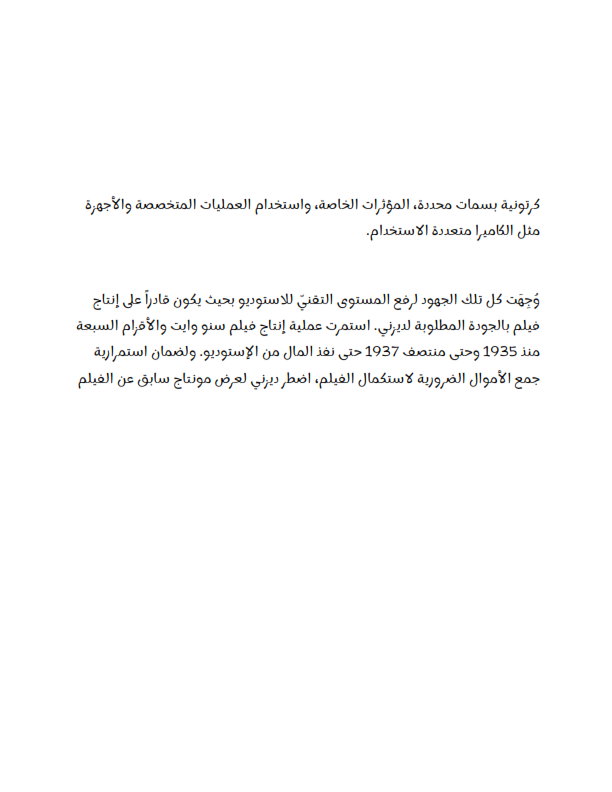 كرتونية بسمات محددة، المؤثرات الخاصة، واستخدام العمليات المتخصصة والأجهزة
مثل الكاميرا متعددة الاستخدام.
وُجِهَت كل تلك الجهود لرفع المستوى التقنيّ للاستوديو بحيث يكون قادراً على إنتاج
فيلم بالجودة المطلوبة لديزني. استمرت عملية إنتاج فيلم سنو وايت والأقزام السبعة
منذ 1935 وحتى منتصف 1937 حتى نفذ المال من الإستوديو. ولضمان استمرارية
جمع الأموال الضرورية لاستكمال الفيلم، اضطر ديزني لعرض مونتاج سابق عن الفيلم